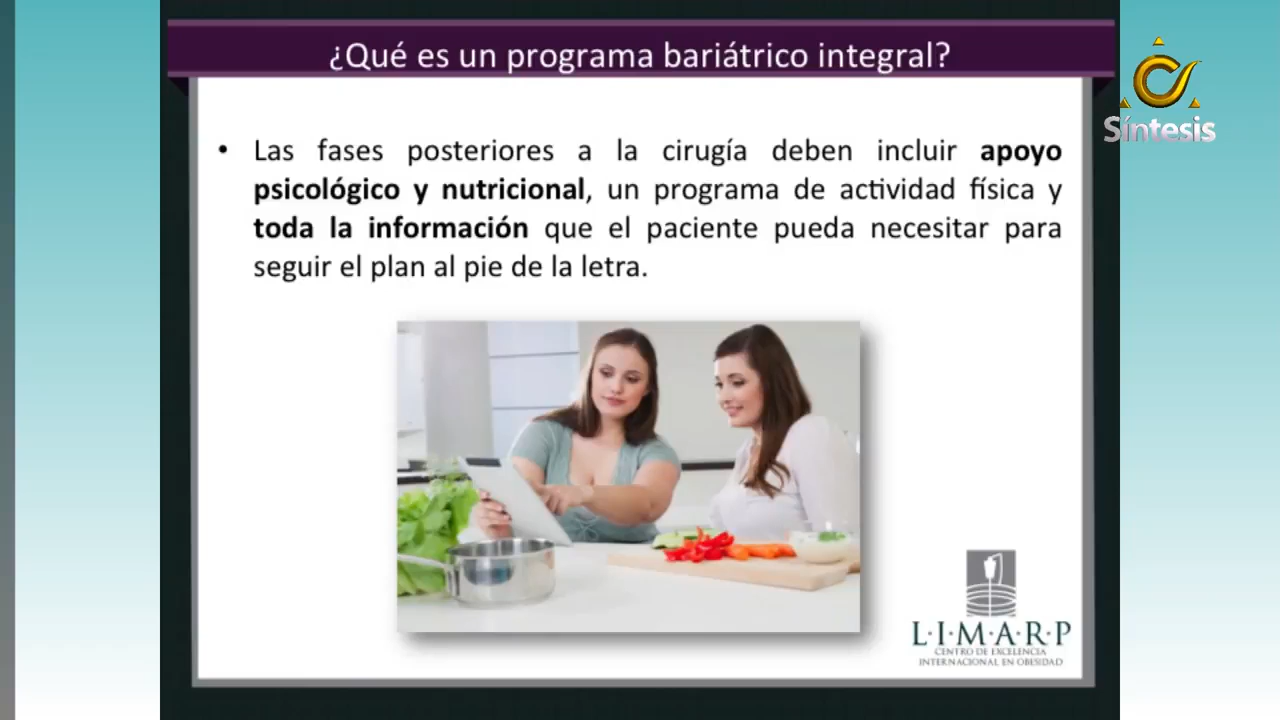 ¿Qué es un programa bariátrico integral?
Síntesis
• Las fases posteriores a la cirugía deben incluir apoyo
psicológico y nutricional, un programa de actividad física y
toda la información que el paciente pueda necesitar para
seguir el plan al pie de la letra.
L·I·M·A·R·P
CENTRO DE EXCELENCIA
INTERNACIONAL EN OBESIDAD